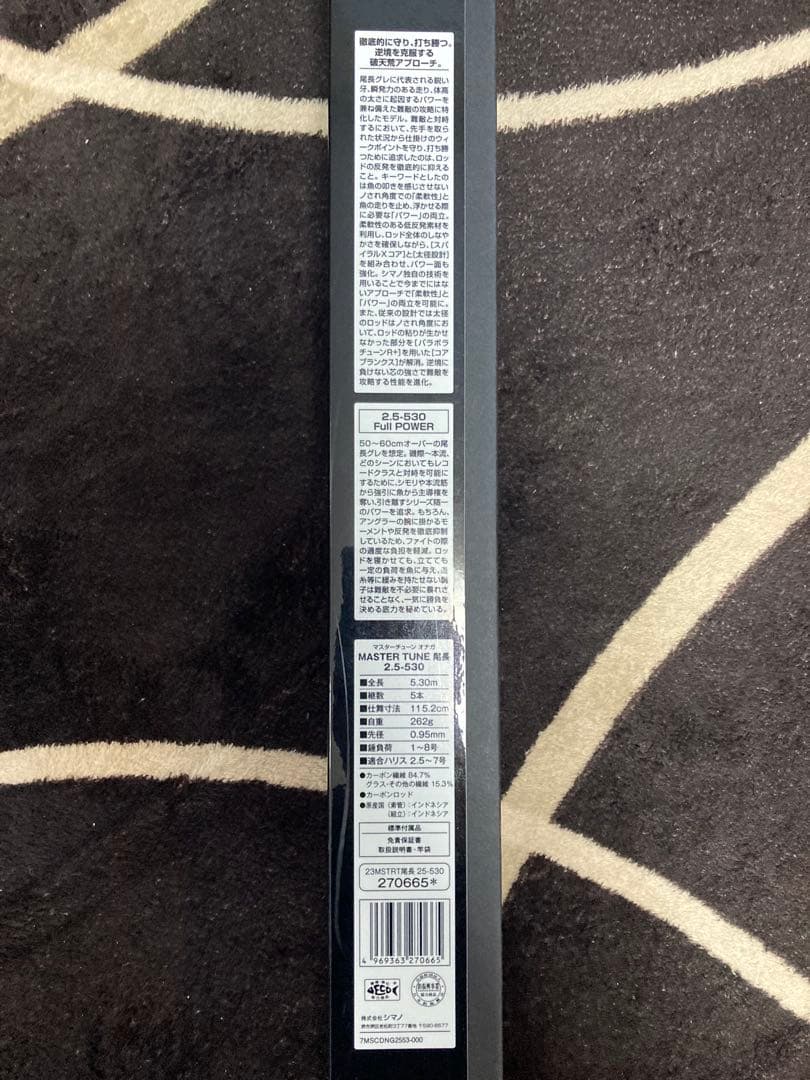 徹底的に守り、打ち勝つ。
逆境を克服する
破天荒アプローチ。
尾長グレに代表される鋭い
牙、瞬発力のある走り、体高
の太さに起因するパワーを
兼ね備えた難敵の攻略に特
化したモデル。難敵と対峙
するにおいて、先手を取ら
れた状況から仕掛けのウィ
ークポイントを守り、打ち勝
つために追求したのは、ロッ
ドの反発を徹底的に抑える
こと。キーワードとしたの
は魚の叩きを感じさせない
ノされ角度での「柔軟性」と
魚の走りを止め、浮かせる際
に必要な「パワー」の両立。
柔軟性のある低反発素材を
利用し、ロッド全体のしなや
かさを確保しながら、[スパ
イラルXコア]と[太径設計]
を組み合わせ、パワー面も
強化。シマノ独自の技術を
用いることで今までにはな
いアプローチで「柔軟性」と
「パワー」の両立を可能に。
また、従来の設計では太径
のロッドはノされ角度にお
いて、ロッドの粘りが生かせ
なかった部分を[パラボラ
チューンR+]を用いた[コア
ブランクス]が解消。逆境に
負けない芯の強さで難敵を
攻略する性能を進化。
2.5-530
Full POWER
50〜60cmオーバーの尾
長グレを想定。磯際〜本流、
どのシーンにおいてもレコ
ードクラスと対峙を可能に
するために、シモリや本流筋
から強引に魚から主導権を
奪い、引き離すシリーズ随一
のパワーを追求。もちろん、
アングラーの腕に掛かるモ
ーメントや反発を徹底抑制
しているため、ファイトの際
の過度な負担を軽減。ロッ
ドを寝かせても、立てても
一定の負荷を魚に与え、道
糸等に緩みを持たせない調
子は難敵を不必要に暴れさ
せることなく、一気に勝負を
決める底力を秘めている。
マスターチューン オナガ
MASTER TUNE 尾長
2.5-530
■全長 5.30m
■継数 5本
■仕舞寸法 115.2cm
■自重 262g
■先径 0.95mm
■錘負荷 1〜8号
■適合ハリス 2.5〜7号
●カーボン繊維 84.7%
グラス・その他の繊維 15.3%
●カーボンロッド
●原産国 (素管):インドネシア
(組立):インドネシア
標準付属品
免責保証書
取扱説明書・竿袋
23MSTRT尾長 25-530
270665*
4 969363 270665
株式会社シマノ
堺市堺区老松町3丁77番地 〒590-8577
7MSCDNG2553-000